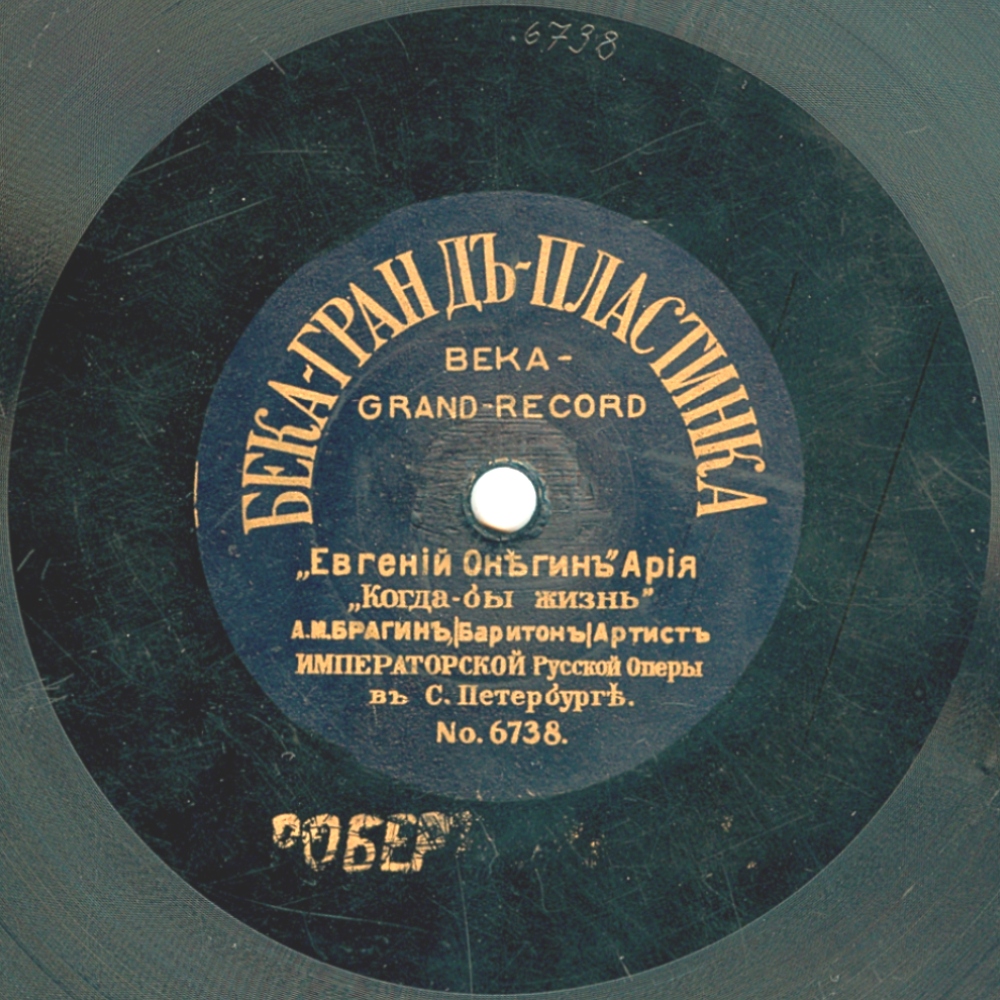 6738
БЕКА-ГРАНДЪ-ПЛАСТИНКА
BEKA-
GRAND-RECORD
„Евгеній Онѣгинъ” Арія
„Когда-бы жизнь”
А.М.БРАГИНЪ,|Баритонъ|Артистъ
ИМПЕРАТОРСКОЙ Русской Оперы
въ С. Петербургѣ.
No. 6738.